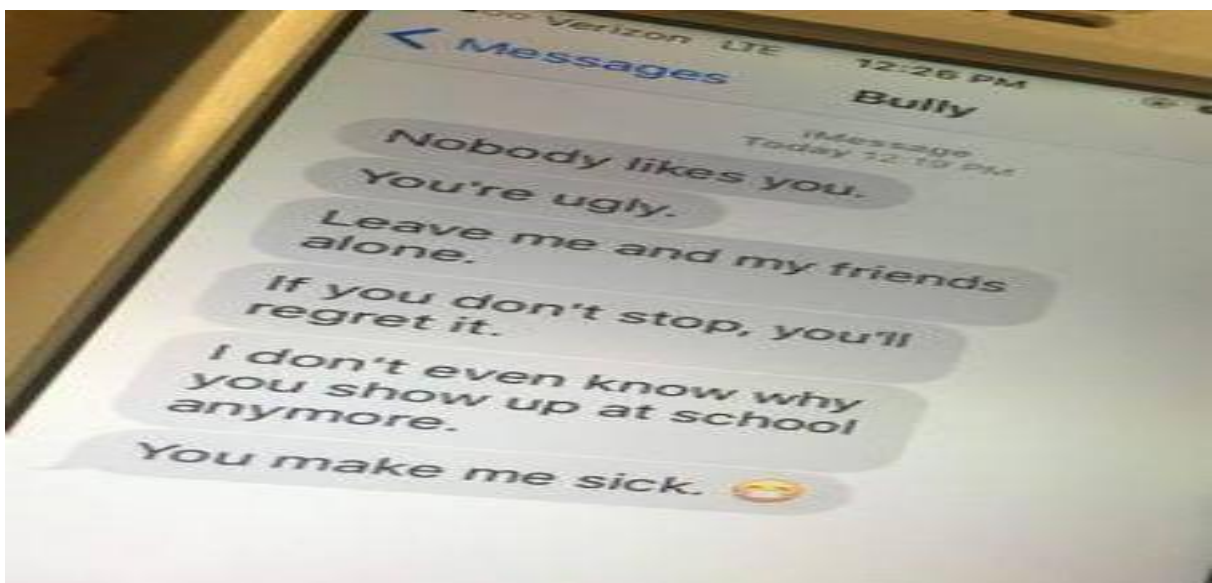 Verizon LTE 12:26 PM
Messages Bully
iMessage
Today 12:19 PM
Nobody likes you.
You're ugly.
Leave me and my friends
alone.
If you don't stop, you'll
regret it.
I don't even know why
you show up at school
anymore.
You make me sick. 😷